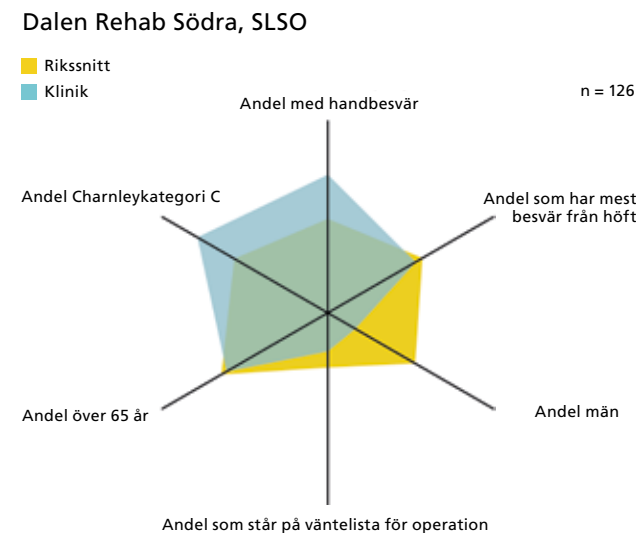 Dalen Rehab Södra, SLSO
Rikssnitt
Klinik
n = 126
Andel med handbesvär
Andel Charnleykategori C
Andel som har mest
besvär från höft
Andel över 65 år
Andel män
Andel som står på väntelista för operation